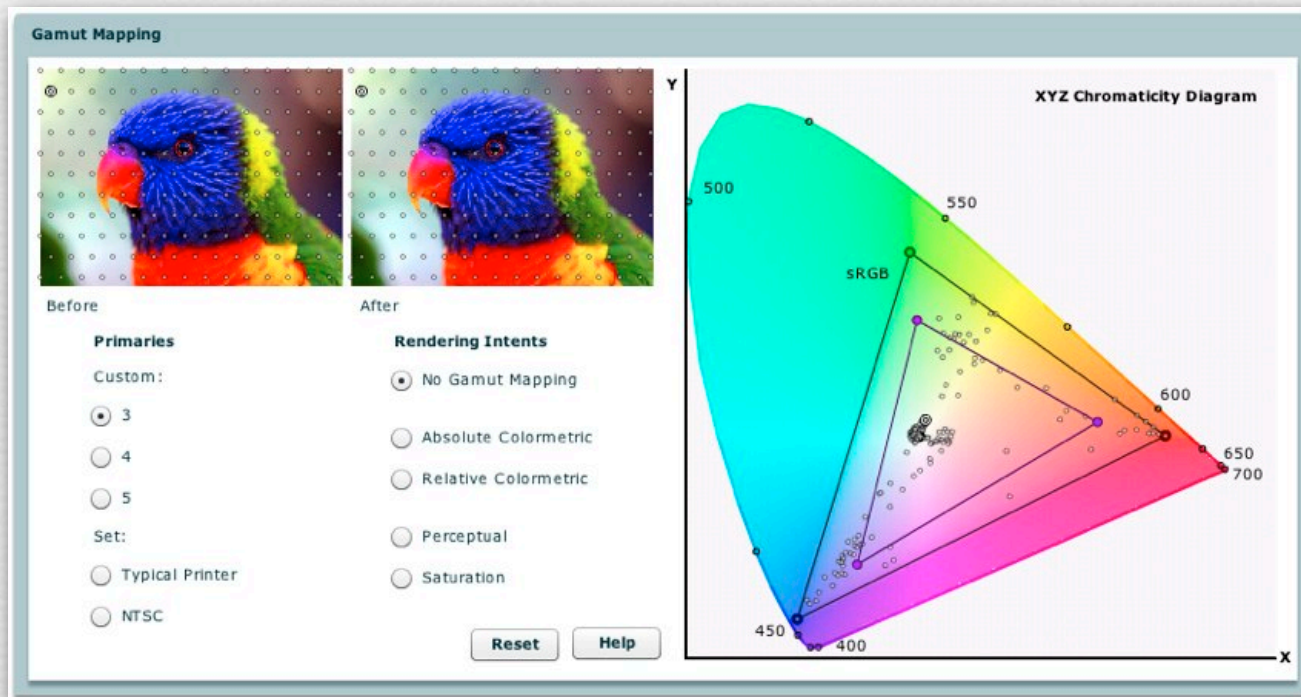 Gamut Mapping
Before
After
Primaries
Custom:
3
4
5
Set:
Typical Printer
NTSC
Rendering Intents
No Gamut Mapping
Absolute Colormetric
Relative Colormetric
Perceptual
Saturation
Reset
Help
Y
XYZ Chromaticity Diagram
500
550
sRGB
600
650
700
450
400
X